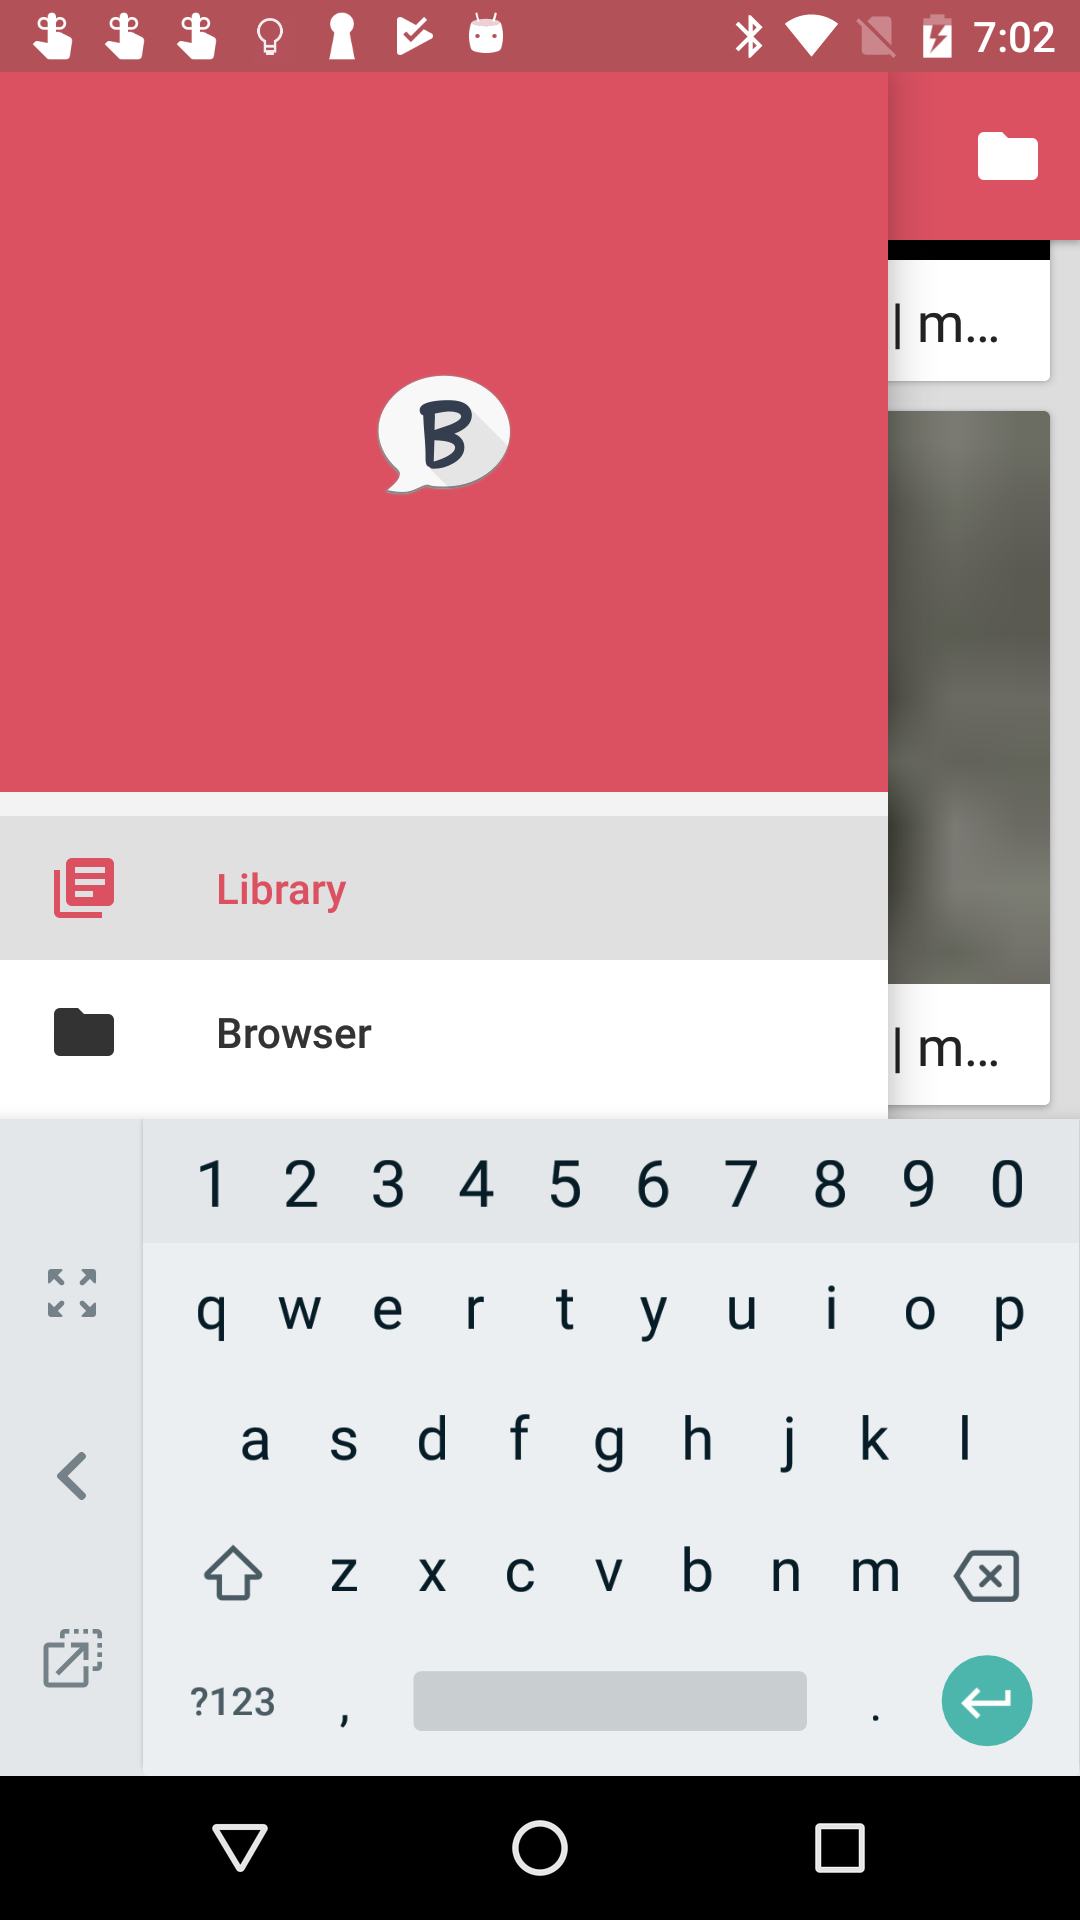 7:02
| m...
B
Library
Browser
| m...
1 2 3 4 5 6 7 8 9 0
q w e r t y u i o p
a s d f g h j k l
z x c v b n m
?123 , .